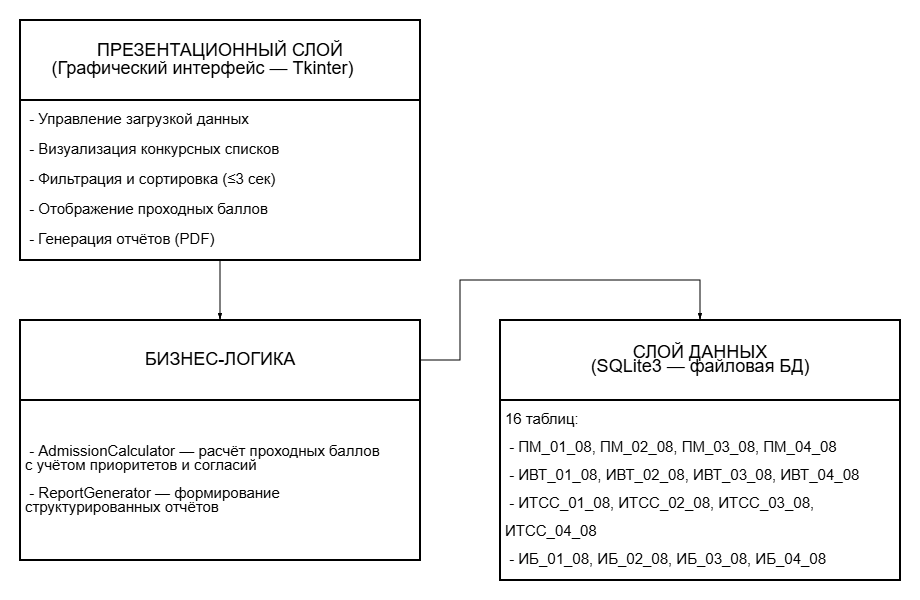 ПРЕЗЕНТАЦИОННЫЙ СЛОЙ
(Графический интерфейс — Tkinter)
- Управление загрузкой данных
- Визуализация конкурсных списков
- Фильтрация и сортировка (≤3 сек)
- Отображение проходных баллов
- Генерация отчётов (PDF)
БИЗНЕС-ЛОГИКА
- AdmissionCalculator — расчёт проходных баллов
с учётом приоритетов и согласий
- ReportGenerator — формирование
структурированных отчётов
СЛОЙ ДАННЫХ
(SQLite3 — файловая БД)
16 таблиц:
- ПМ_01_08, ПМ_02_08, ПМ_03_08, ПМ_04_08
- ИВТ_01_08, ИВТ_02_08, ИВТ_03_08, ИВТ_04_08
- ИТСС_01_08, ИТСС_02_08, ИТСС_03_08,
ИТСС_04_08
- ИБ_01_08, ИБ_02_08, ИБ_03_08, ИБ_04_08